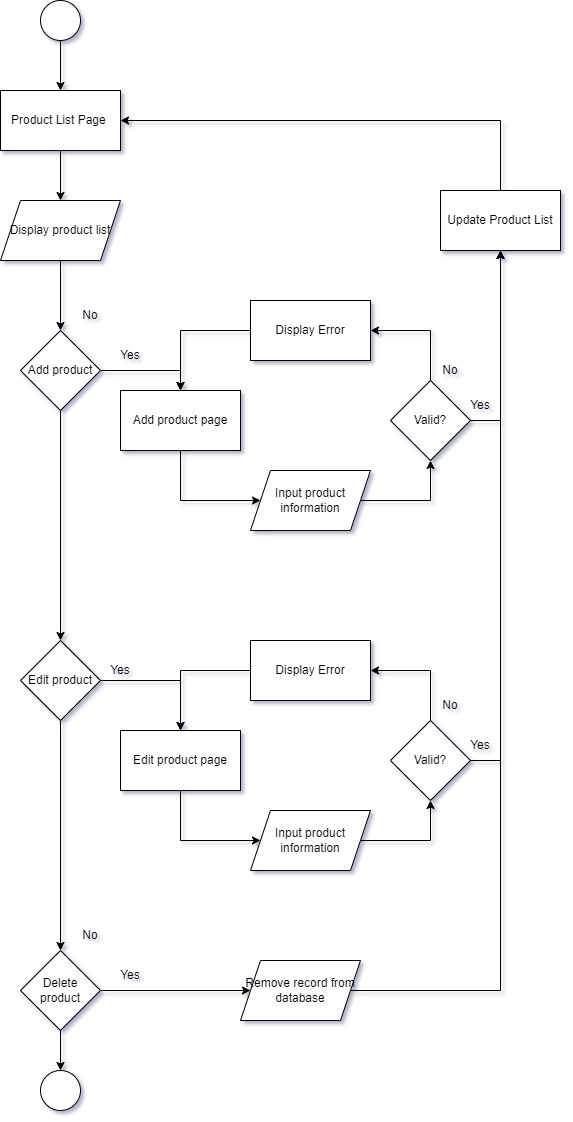 Product List Page
Display product list
Update Product List
No
Add product
Yes
Display Error
Add product page
No
Valid?
Yes
Input product
information
Edit product
Yes
Display Error
Edit product page
No
Valid?
Yes
Input product
information
No
Delete
product
Yes
Remove record from
database